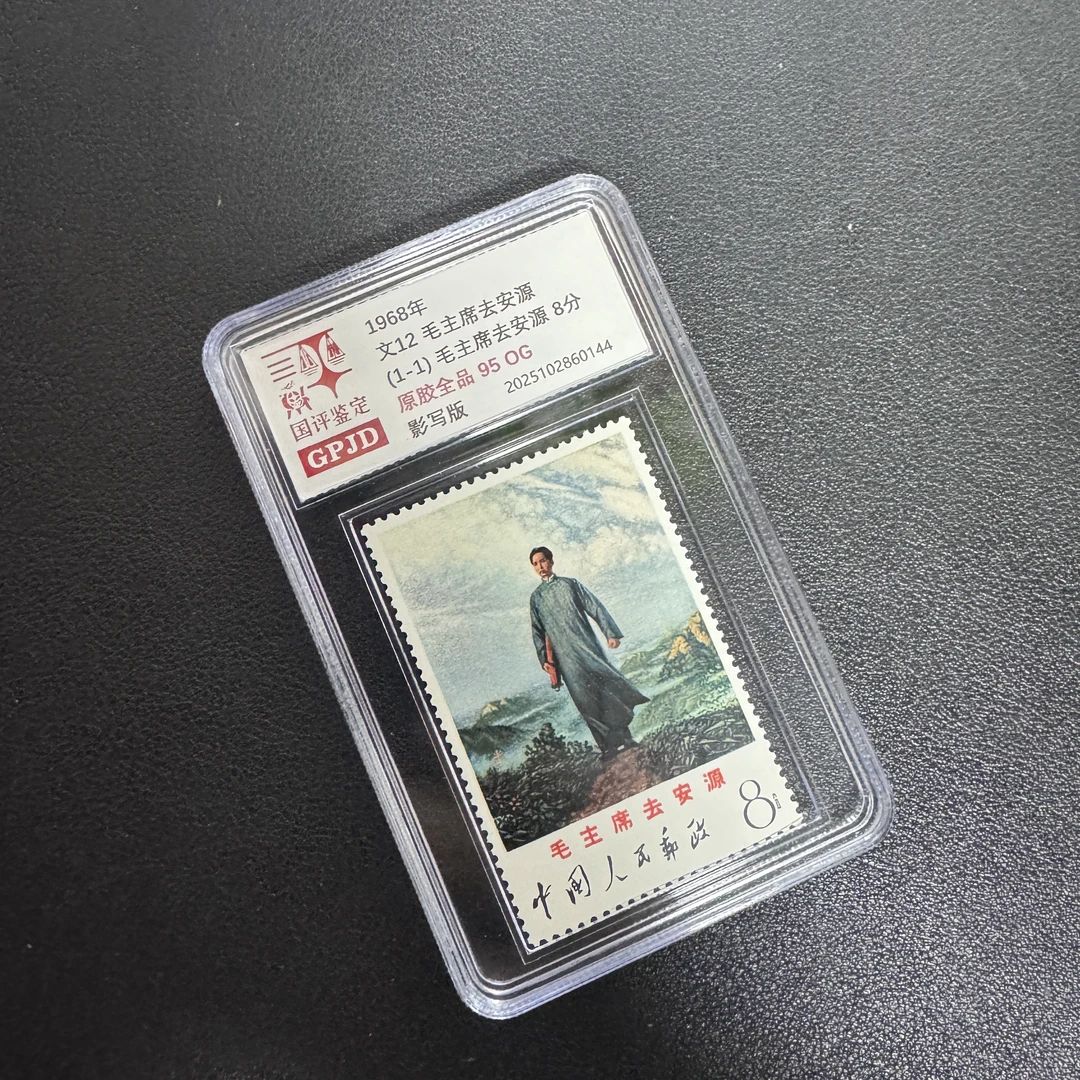 1968年
文12 毛主席去安源
(1-1) 毛主席去安源 8分
原胶全品 95 OG
影写版 2025102860144
国评鉴定
GPJD
毛主席去安源
8分
中国人民邮政